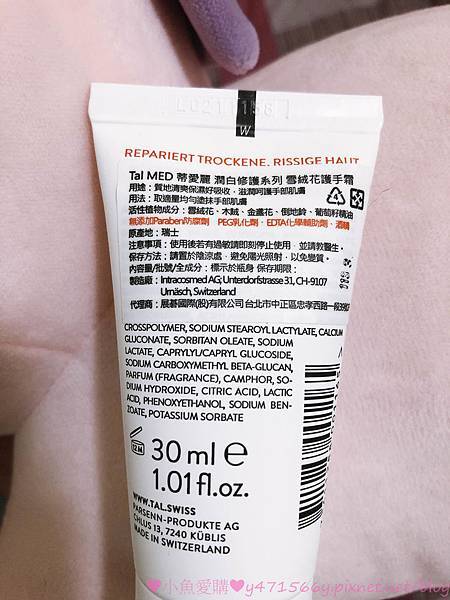 L0211156
W
REPARIERT TROCKENE, RISSIGE HAUT
Tal MED 蒂愛麗 潤白修護系列 雪絨花護手霜
用途:質地清爽保濕好吸收,滋潤呵護手部肌膚
用法:取適量均勻塗抹手部肌膚
活性植物成分:雪絨花、木賊、金盞花、倒地鈴、葡萄籽精油
無添加Paraben防腐劑 PEG乳化劑、EDTA化學輔助劑、酒精
原產地:瑞士
注意事項:使用後若有過敏請即刻停止使用,並請教醫生。
保存方法:請置於陰涼處,避免陽光照射,以免變質。
內容量/批號/全成分:標示於瓶身 保存期限:
製造廠:Intracosmed AG; Unterdorfstrasse 31, CH-9107
Urnäsch, Switzerland
代理商:展碁國際(股)有限公司 台北市中正區忠孝西路一段
CROSSPOLYMER, SODIUM STEAROYL LACTYLATE, CALCIUM
GLUCONATE, SORBITAN OLEATE, SODIUM
LACTATE, CAPRYLYL/CAPRYL GLUCOSIDE,
SODIUM CARBOXYMETHYL BETA-GLUCAN,
PARFUM (FRAGRANCE), CAMPHOR, SO-
DIUM HYDROXIDE, CITRIC ACID, LACTIC
ACID, PHENOXYETHANOL, SODIUM BEN-
ZOATE, POTASSIUM SORBATE
12 M
30 ml e
1.01 fl.oz.
WWW.TAL.SWISS
PARSENN-PRODUKTE AG
CHLUS 13, 7240 KÜBLIS
MADE IN SWITZERLAND
♥小魚愛購♥y471566y.pixnet.net/blog